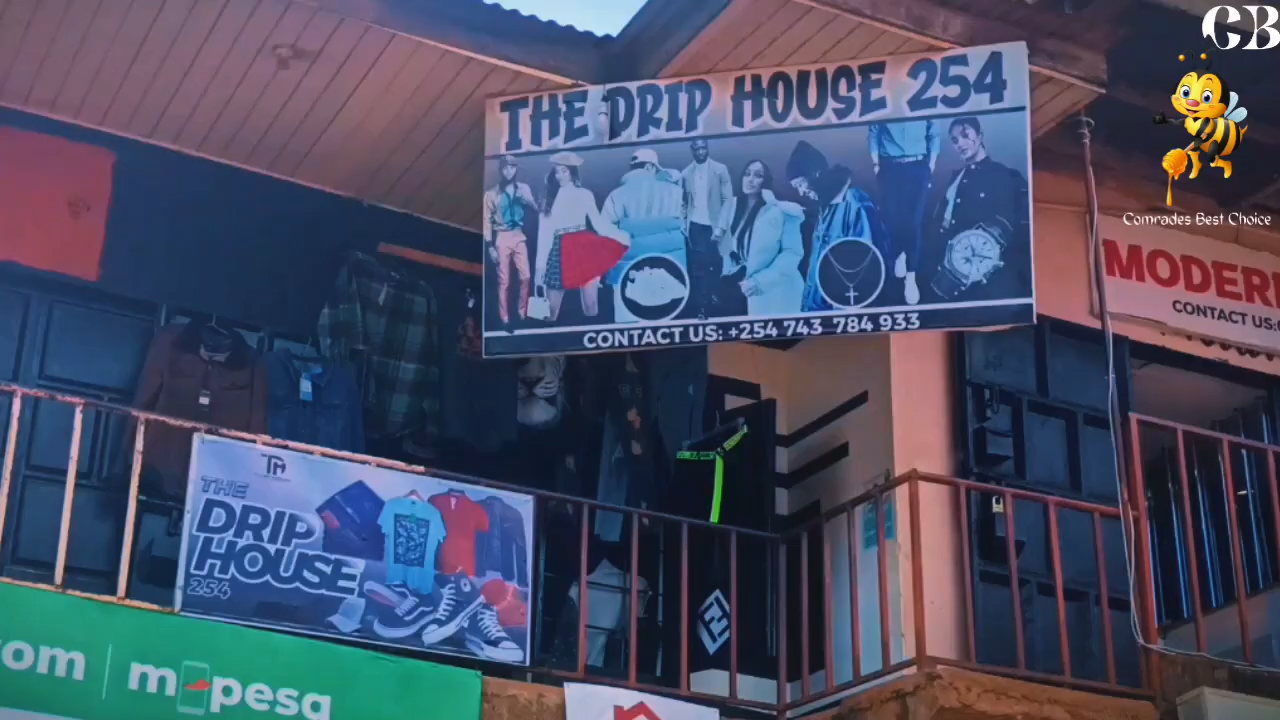 CB
Comrades Best Choice
THE DRIP HOUSE 254
CONTACT US: +254 743 784 933
MODER
CONTACT US:
TH
THE
DRIP
HOUSE
254
om
m pesa